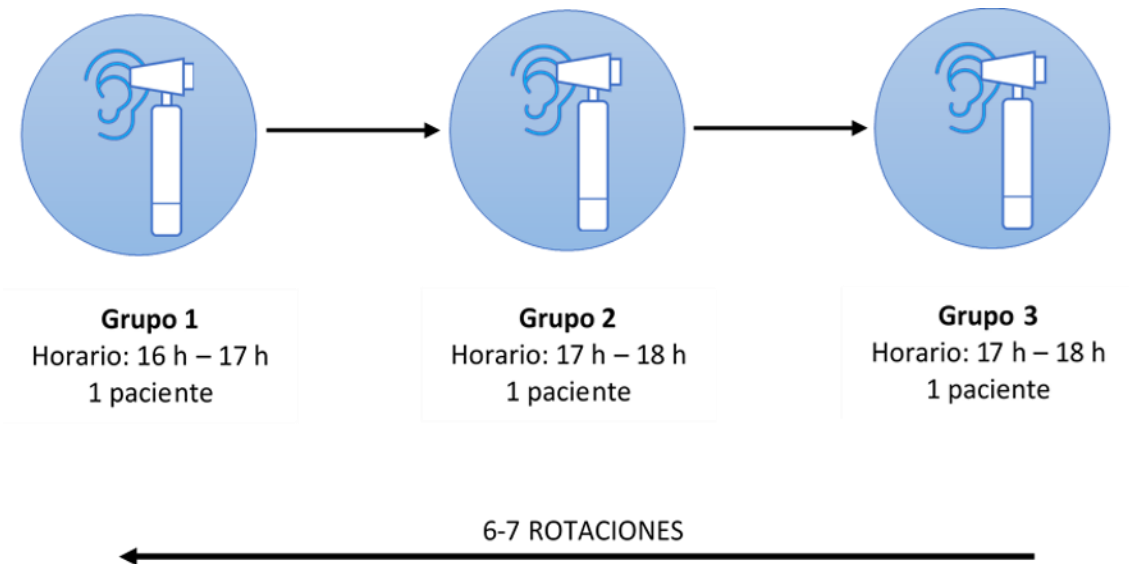 Grupo 1
Horario: 16 h – 17 h
1 paciente
Grupo 2
Horario: 17 h – 18 h
1 paciente
Grupo 3
Horario: 17 h – 18 h
1 paciente
6-7 ROTACIONES